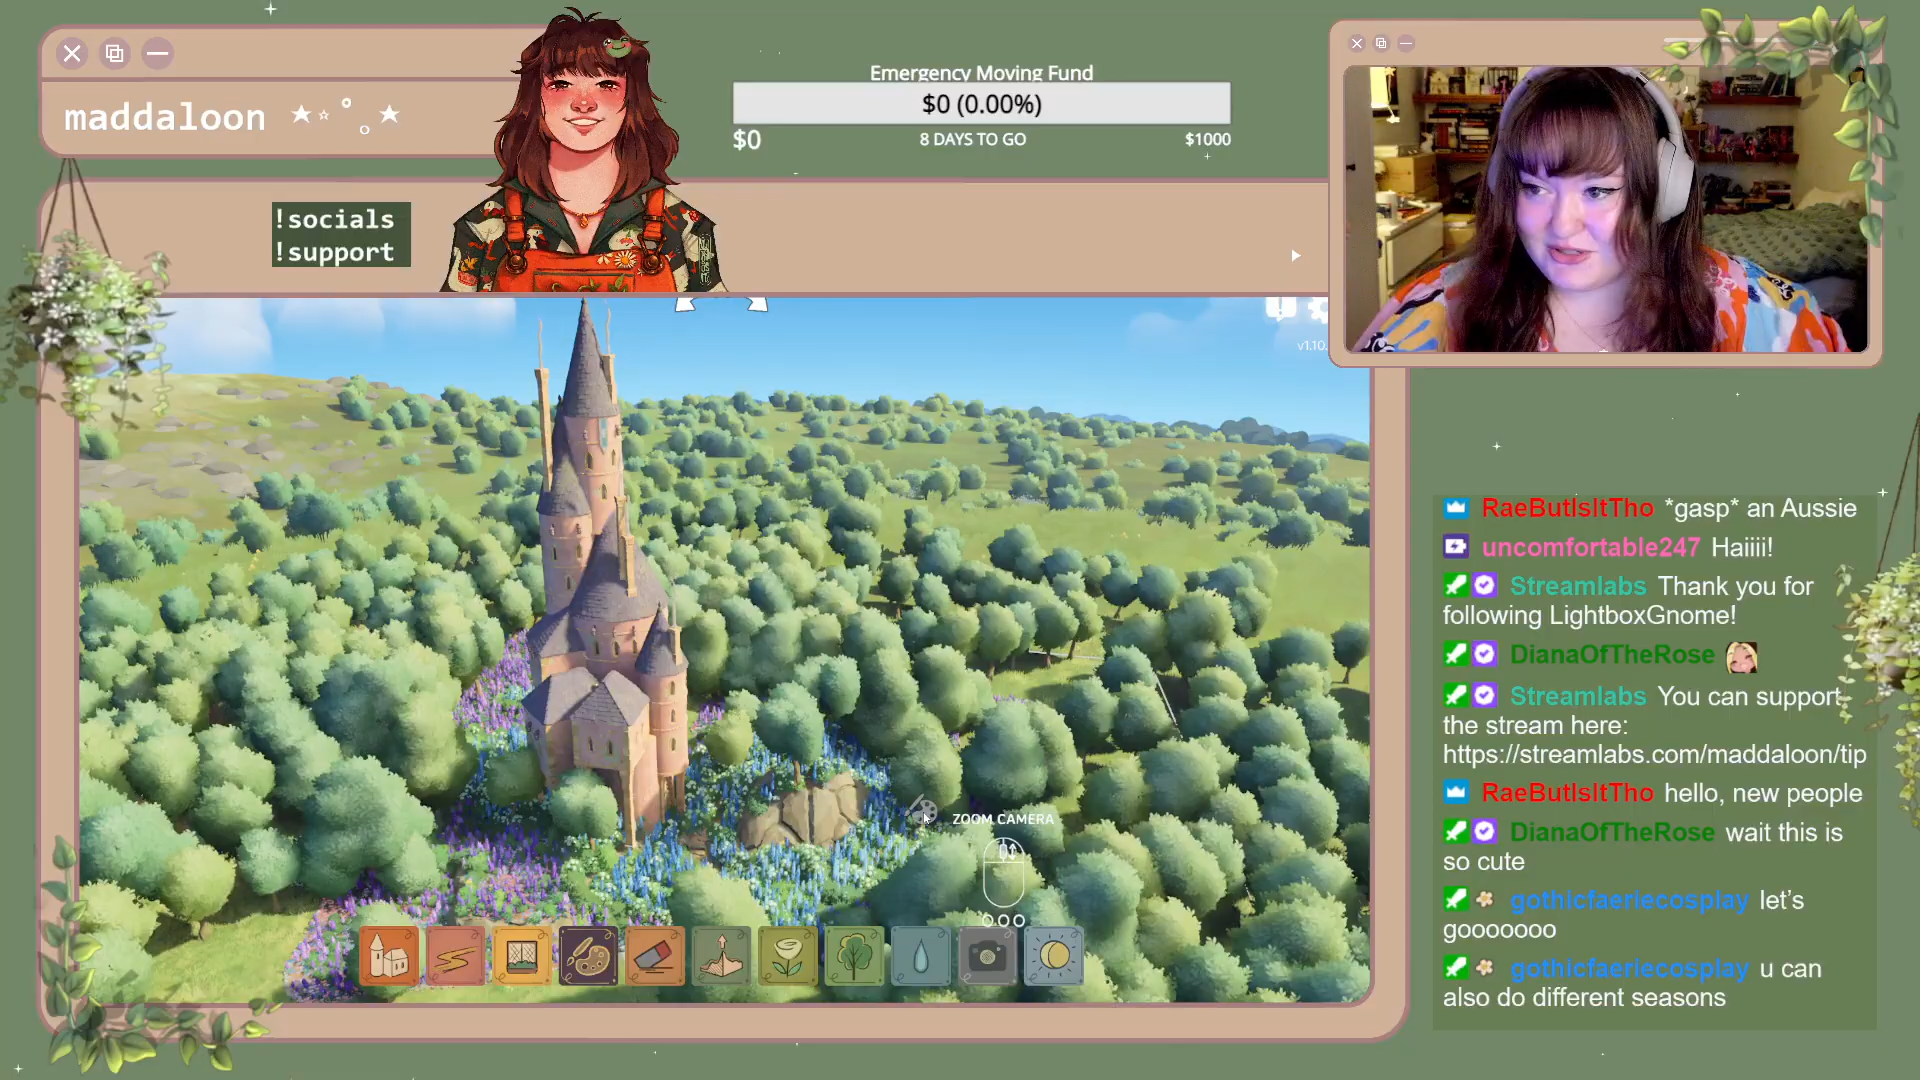 maddaloon
Emergency Moving Fund
$0 (0.00%)
$0
8 DAYS TO GO
$1000
!socials
!support
v1.10.
ZOOM CAMERA
RaeButIsItTho *gasp* an Aussie
uncomfortable247 Haiiii!
Streamlabs Thank you for
following LightboxGnome!
DianaOfTheRose
Streamlabs You can support
the stream here:
https://streamlabs.com/maddaloon/tip
RaeButIsItTho hello, new people
DianaOfTheRose wait this is
so cute
gothicfaeriecosplay let's
gooooooo
gothicfaeriecosplay u can
also do different seasons